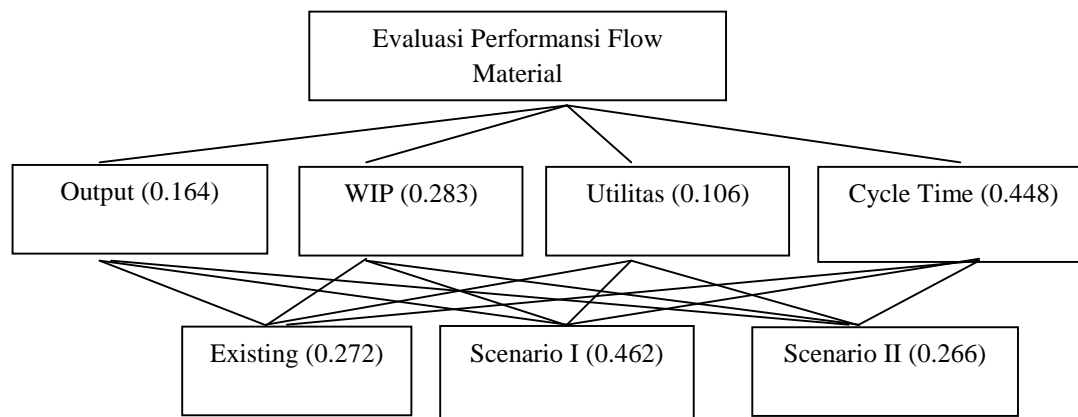 Evaluasi Performansi Flow
Material
Output (0.164)
WIP (0.283)
Utilitas (0.106)
Cycle Time (0.448)
Existing (0.272)
Scenario I (0.462)
Scenario II (0.266)